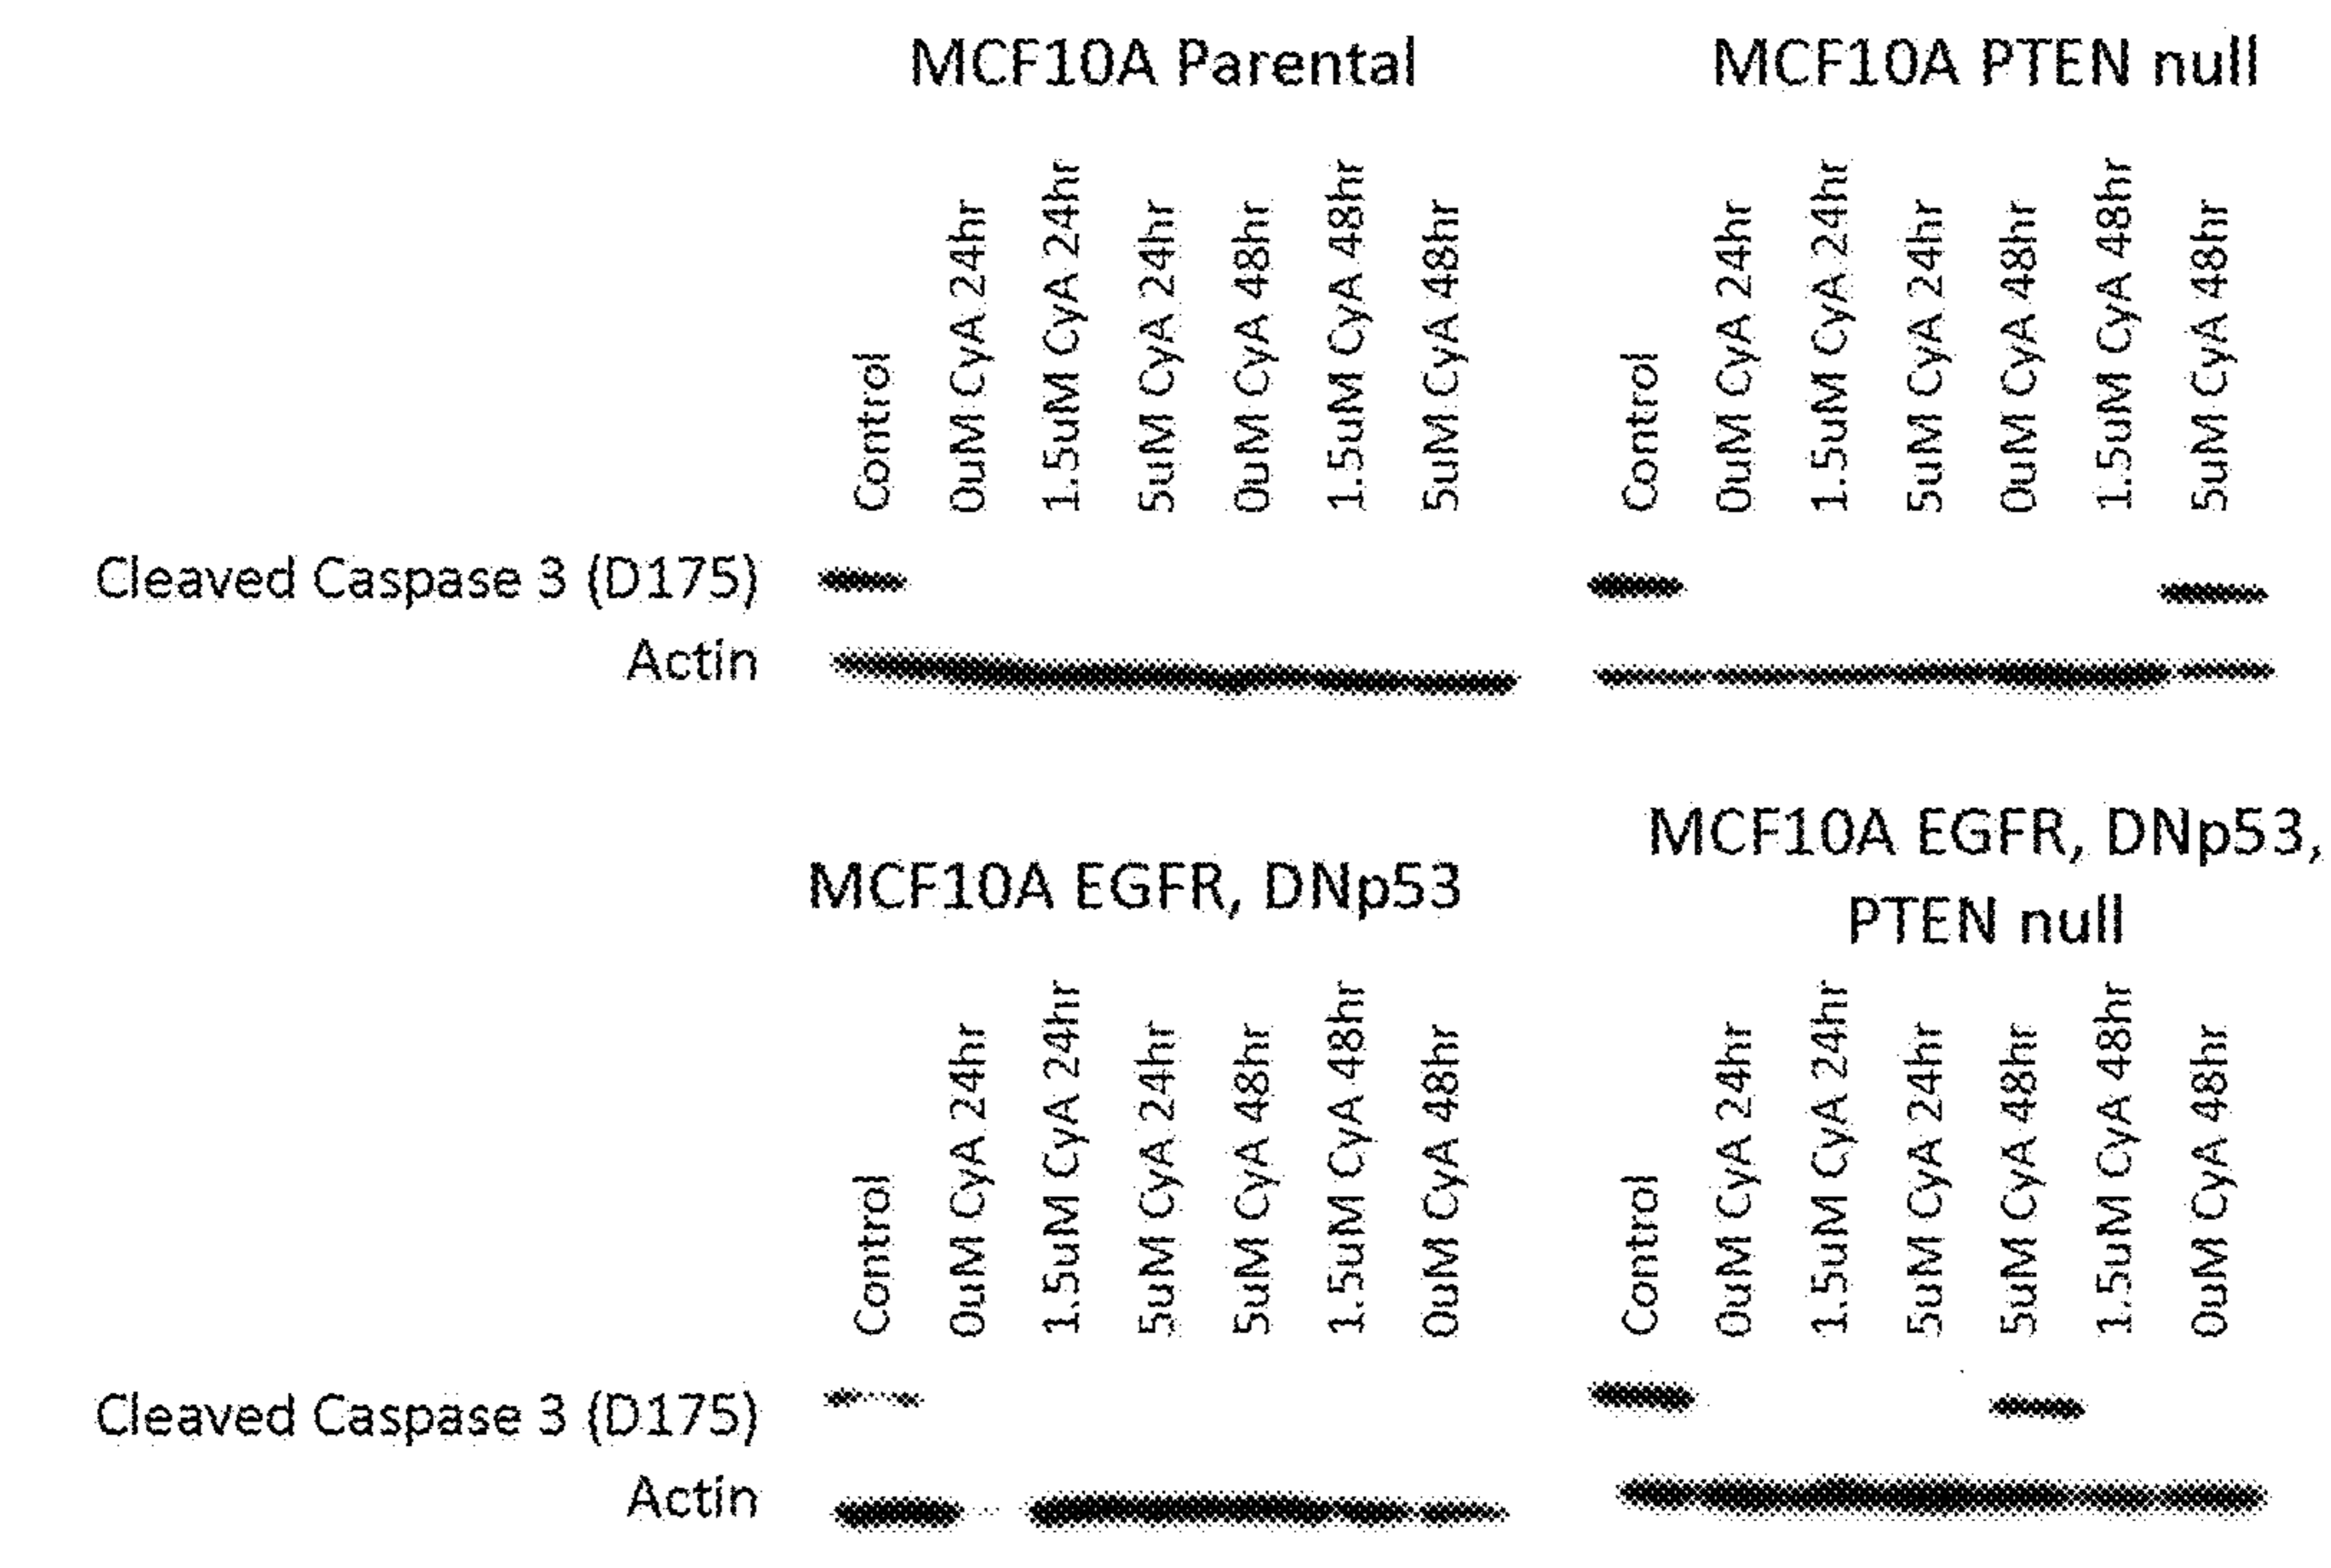 MCF10A Parental
MCF10A PTEN null
Control
0uM CyA 24hr
1.5uM CyA 24hr
5uM CyA 24hr
0uM CyA 48hr
1.5uM CyA 48hr
5uM CyA 48hr
Control
0uM CyA 24hr
1.5uM CyA 24hr
5uM CyA 24hr
0uM CyA 48hr
1.5uM CyA 48hr
5uM CyA 48hr
Cleaved Caspase 3 (D175)
Actin
MCF10A EGFR, DNp53
MCF10A EGFR, DNp53,
PTEN null
Control
0uM CyA 24hr
1.5uM CyA 24hr
5uM CyA 24hr
5uM CyA 48hr
1.5uM CyA 48hr
0uM CyA 48hr
Control
0uM CyA 24hr
1.5uM CyA 24hr
5uM CyA 24hr
5uM CyA 48hr
1.5uM CyA 48hr
0uM CyA 48hr
Cleaved Caspase 3 (D175)
Actin